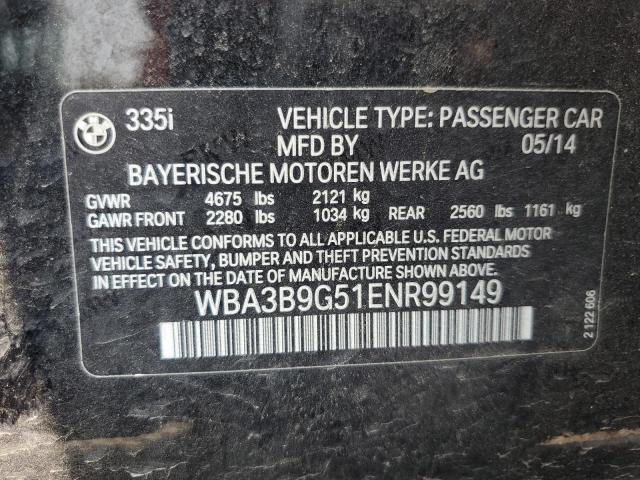 335i VEHICLE TYPE: PASSENGER CAR
MFD BY 05/14
BAYERISCHE MOTOREN WERKE AG
GVWR 4675 lbs 2121 kg
GAWR FRONT 2280 lbs 1034 kg REAR 2560 lbs 1161 kg
THIS VEHICLE CONFORMS TO ALL APPLICABLE U.S. FEDERAL MOTOR
VEHICLE SAFETY, BUMPER AND THEFT PREVENTION STANDARDS
IN EFFECT ON THE DATE OF MANUFACTURE SHOWN ABOVE.
WBA3B9G51ENR99149
2 122 606